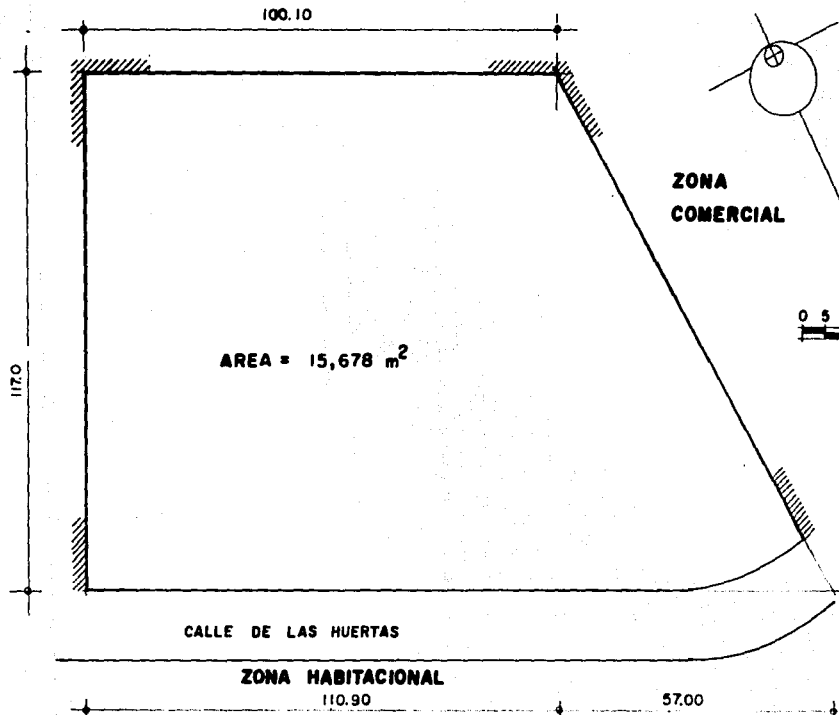 100.10
ZONA
COMERCIAL
0 5
AREA = 15,678 m²
117.0
CALLE DE LAS HUERTAS
ZONA HABITACIONAL
110.90
57.00